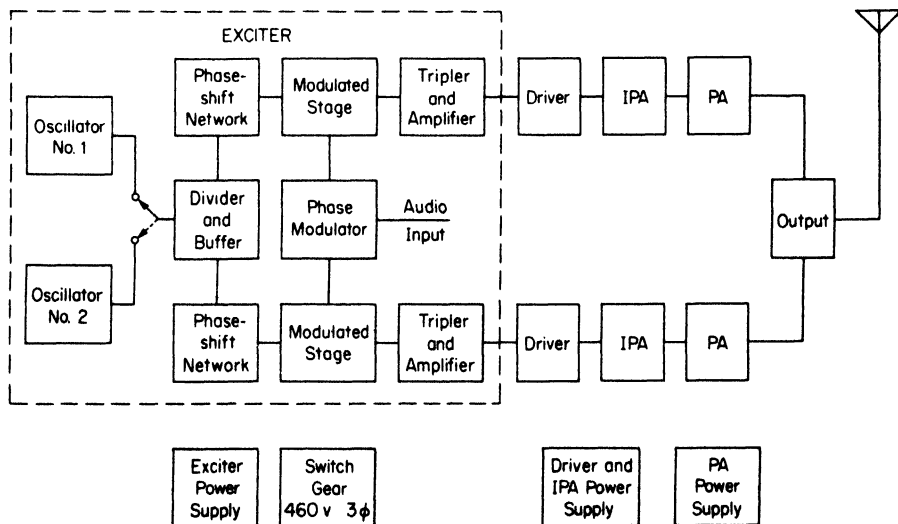 EXCITER
Phase-
shift
Network
Modulated
Stage
Tripler
and
Amplifier
Driver
IPA
PA
Oscillator
No. 1
Divider
and
Buffer
Phase
Modulator
Audio
Input
Output
Oscillator
No. 2
Phase-
shift
Network
Modulated
Stage
Tripler
and
Amplifier
Driver
IPA
PA
Exciter
Power
Supply
Switch
Gear
460 v 3ϕ
Driver and
IPA Power
Supply
PA
Power
Supply